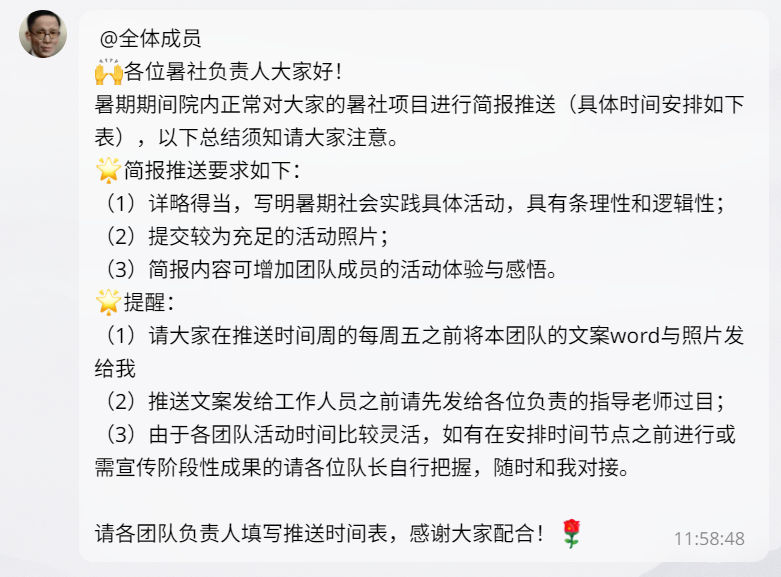 @全体成员
🙌各位暑社负责人大家好！
暑期期间院内正常对大家的暑社项目进行简报推送（具体时间安排如下
表），以下总结须知请大家注意。
🌟简报推送要求如下：
（1）详略得当，写明暑期社会实践具体活动，具有条理性和逻辑性；
（2）提交较为充足的活动照片；
（3）简报内容可增加团队成员的活动体验与感悟。
🌟提醒：
（1）请大家在推送时间周的每周五之前将本团队的文案word与照片发
给我
（2）推送文案发给工作人员之前请先发给各位负责的指导老师过目；
（3）由于各团队活动时间比较灵活，如有在安排时间节点之前进行或
需宣传阶段性成果的请各位队长自行把握，随时和我对接。
请各团队负责人填写推送时间表，感谢大家配合！🌹
11:58:48